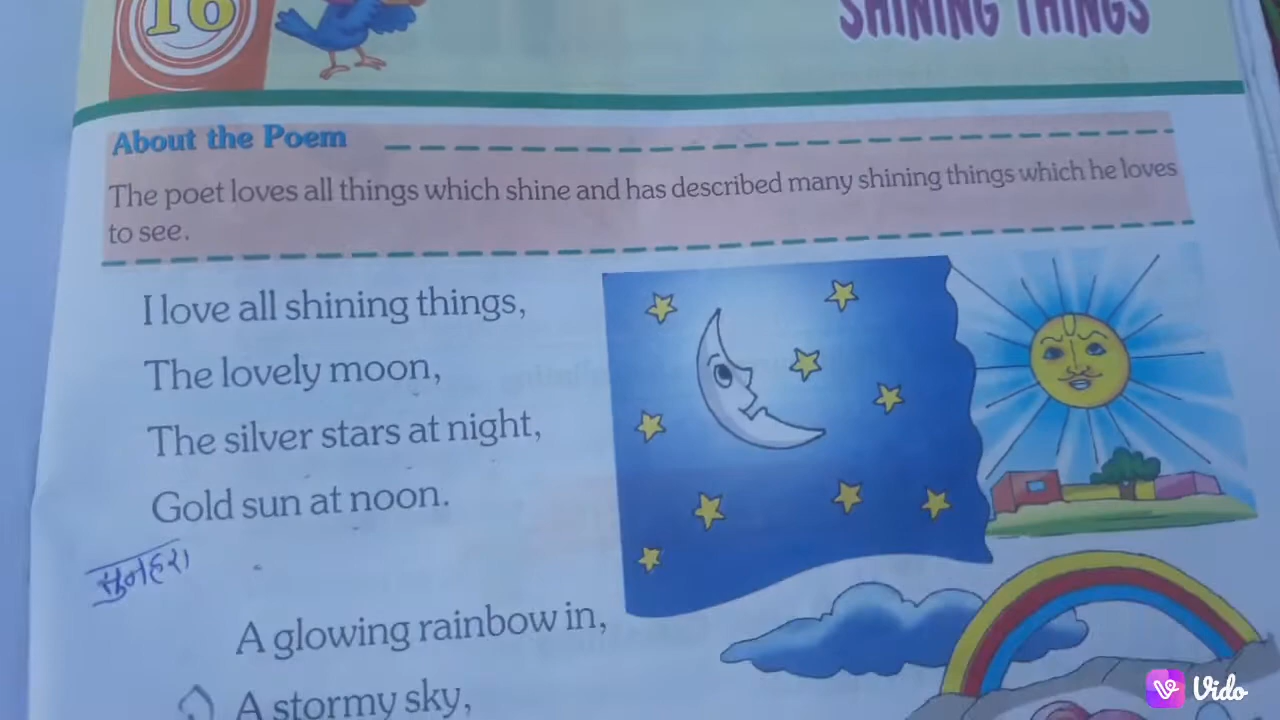 16
SHINING THINGS
About the Poem
The poet loves all things which shine and has described many shining things which he loves
to see.
I love all shining things,
The lovely moon,
The silver stars at night,
Gold sun at noon.
सुनहरा
A glowing rainbow in,
A stormy sky,
Vido